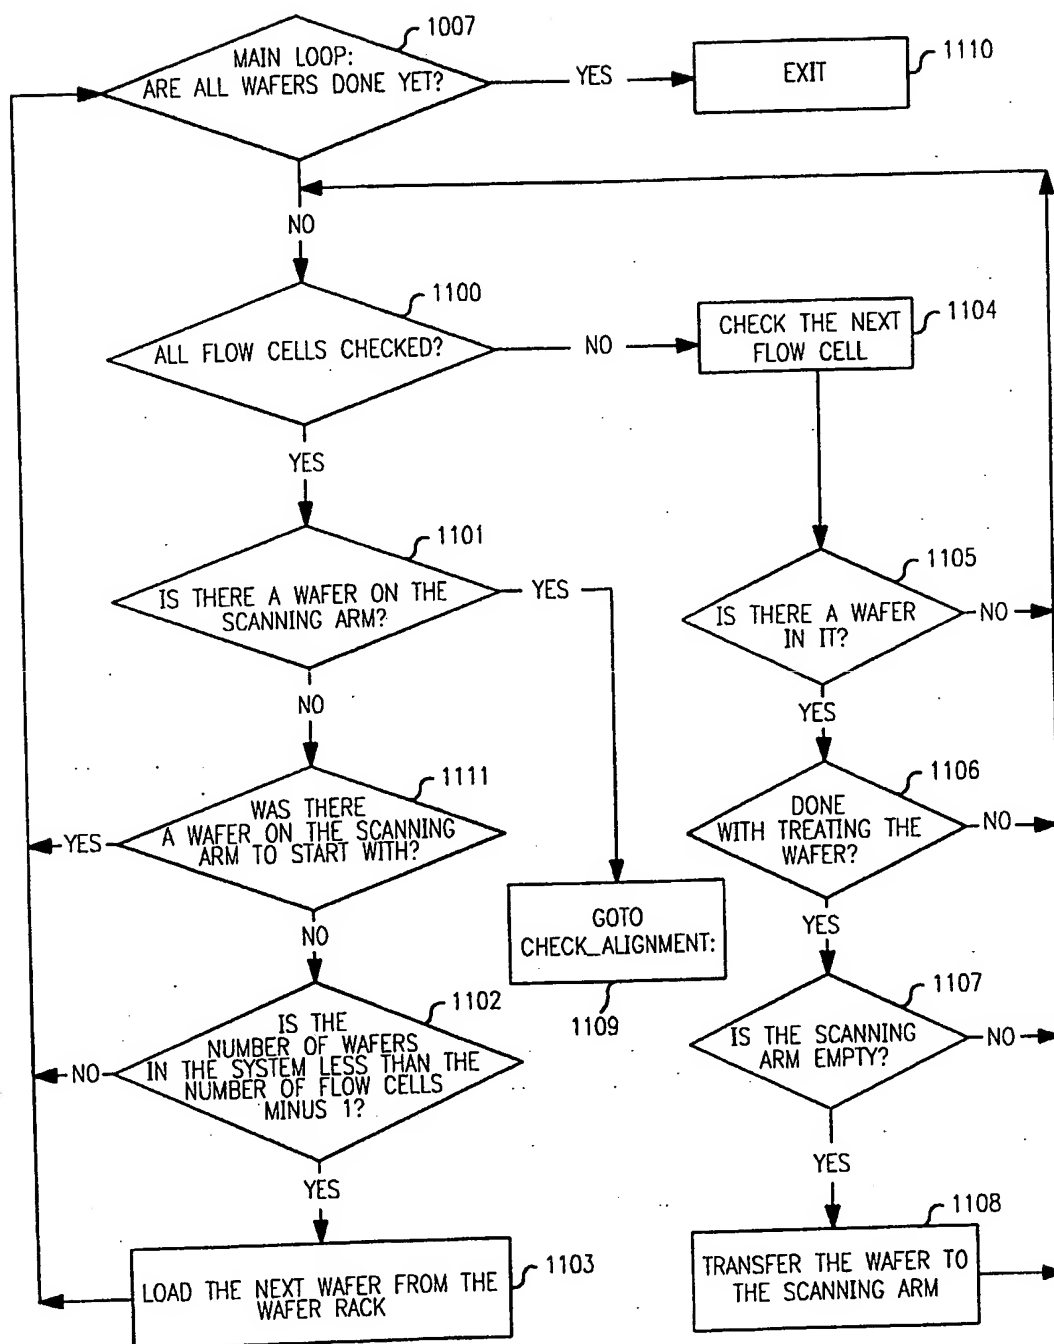 1007
MAIN LOOP:
ARE ALL WAFERS DONE YET?
YES
EXIT
1110
NO
1100
ALL FLOW CELLS CHECKED?
NO
CHECK THE NEXT
FLOW CELL
1104
YES
1101
IS THERE A WAFER ON THE
SCANNING ARM?
YES
1105
IS THERE A WAFER
IN IT?
NO
NO
YES
1111
WAS THERE
A WAFER ON THE SCANNING
ARM TO START WITH?
YES
1106
DONE
WITH TREATING THE
WAFER?
NO
GOTO
CHECK_ALIGNMENT:
1109
NO
YES
1102
IS THE
NUMBER OF WAFERS
IN THE SYSTEM LESS THAN THE
NUMBER OF FLOW CELLS
MINUS 1?
NO
1107
IS THE SCANNING
ARM EMPTY?
NO
YES
YES
1103
LOAD THE NEXT WAFER FROM THE
WAFER RACK
1108
TRANSFER THE WAFER TO
THE SCANNING ARM